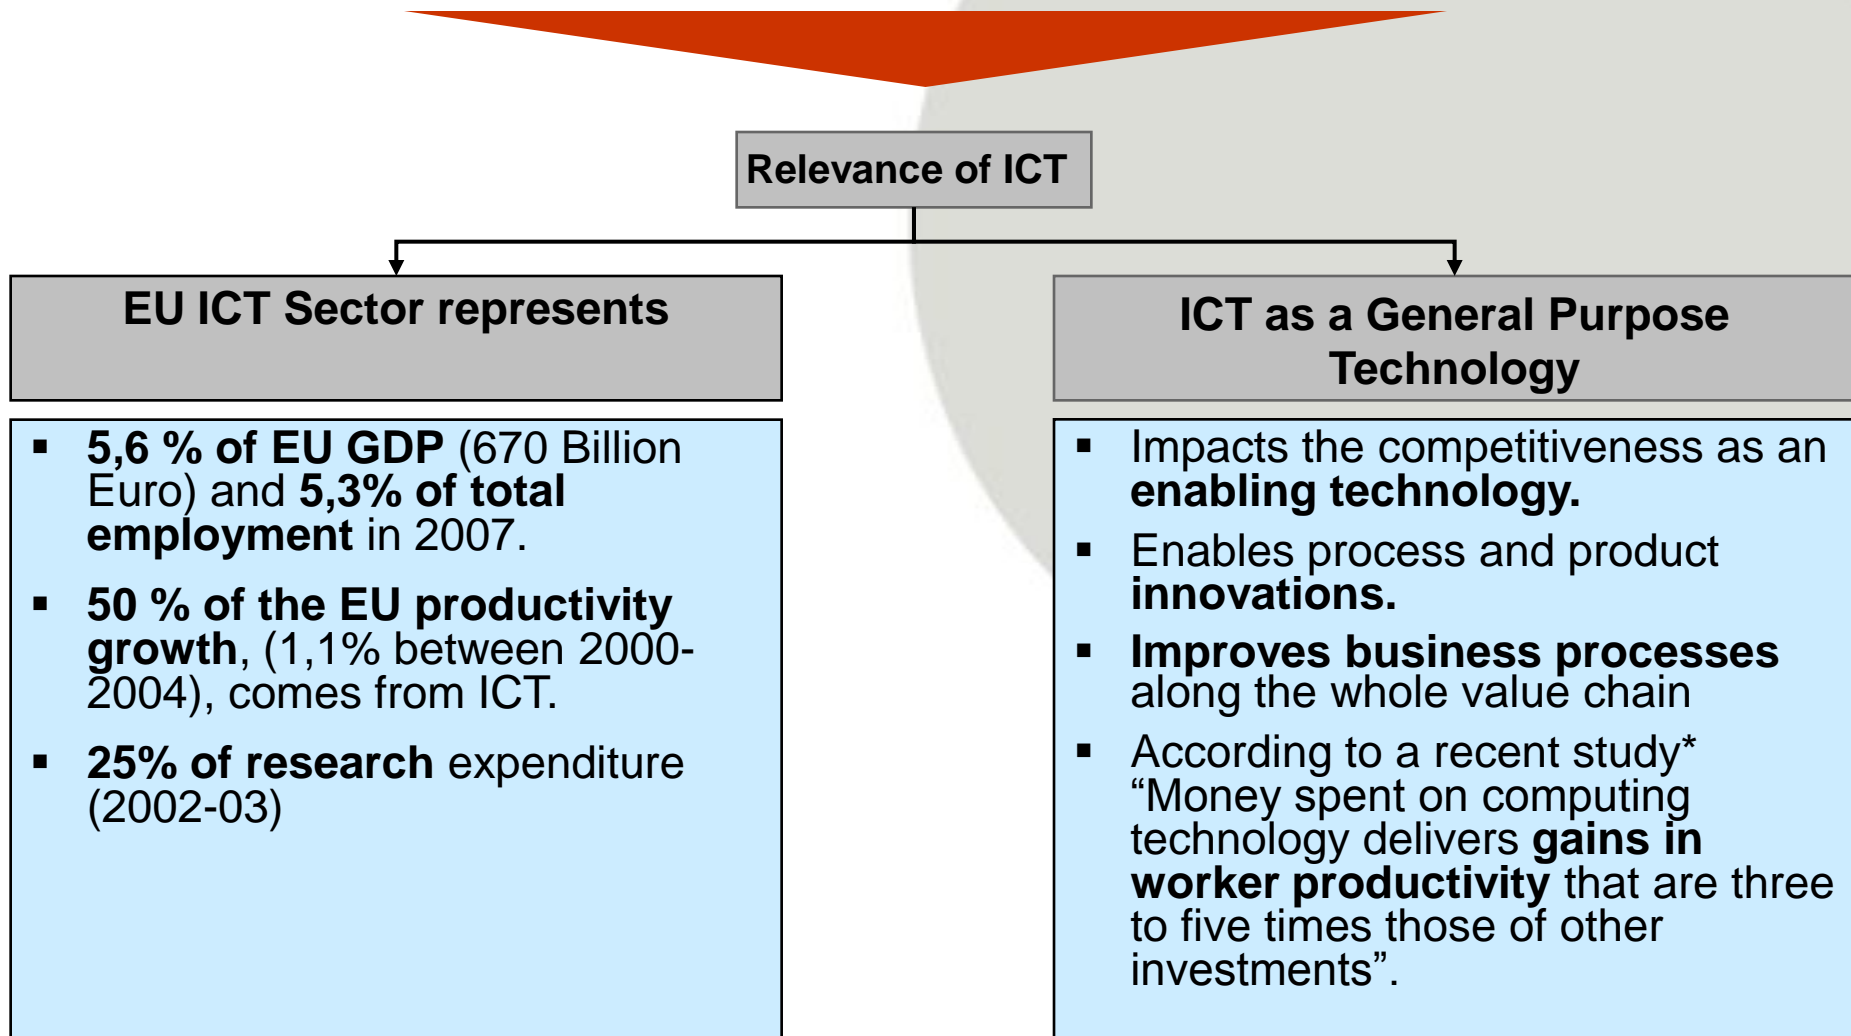 Relevance of ICT
EU ICT Sector represents
▪ 5,6 % of EU GDP (670 Billion
Euro) and 5,3% of total
employment in 2007.
▪ 50 % of the EU productivity
growth, (1,1% between 2000-
2004), comes from ICT.
▪ 25% of research expenditure
(2002-03)
ICT as a General Purpose
Technology
▪ Impacts the competitiveness as an
enabling technology.
▪ Enables process and product
innovations.
▪ Improves business processes
along the whole value chain
▪ According to a recent study*
“Money spent on computing
technology delivers gains in
worker productivity that are three
to five times those of other
investments”.